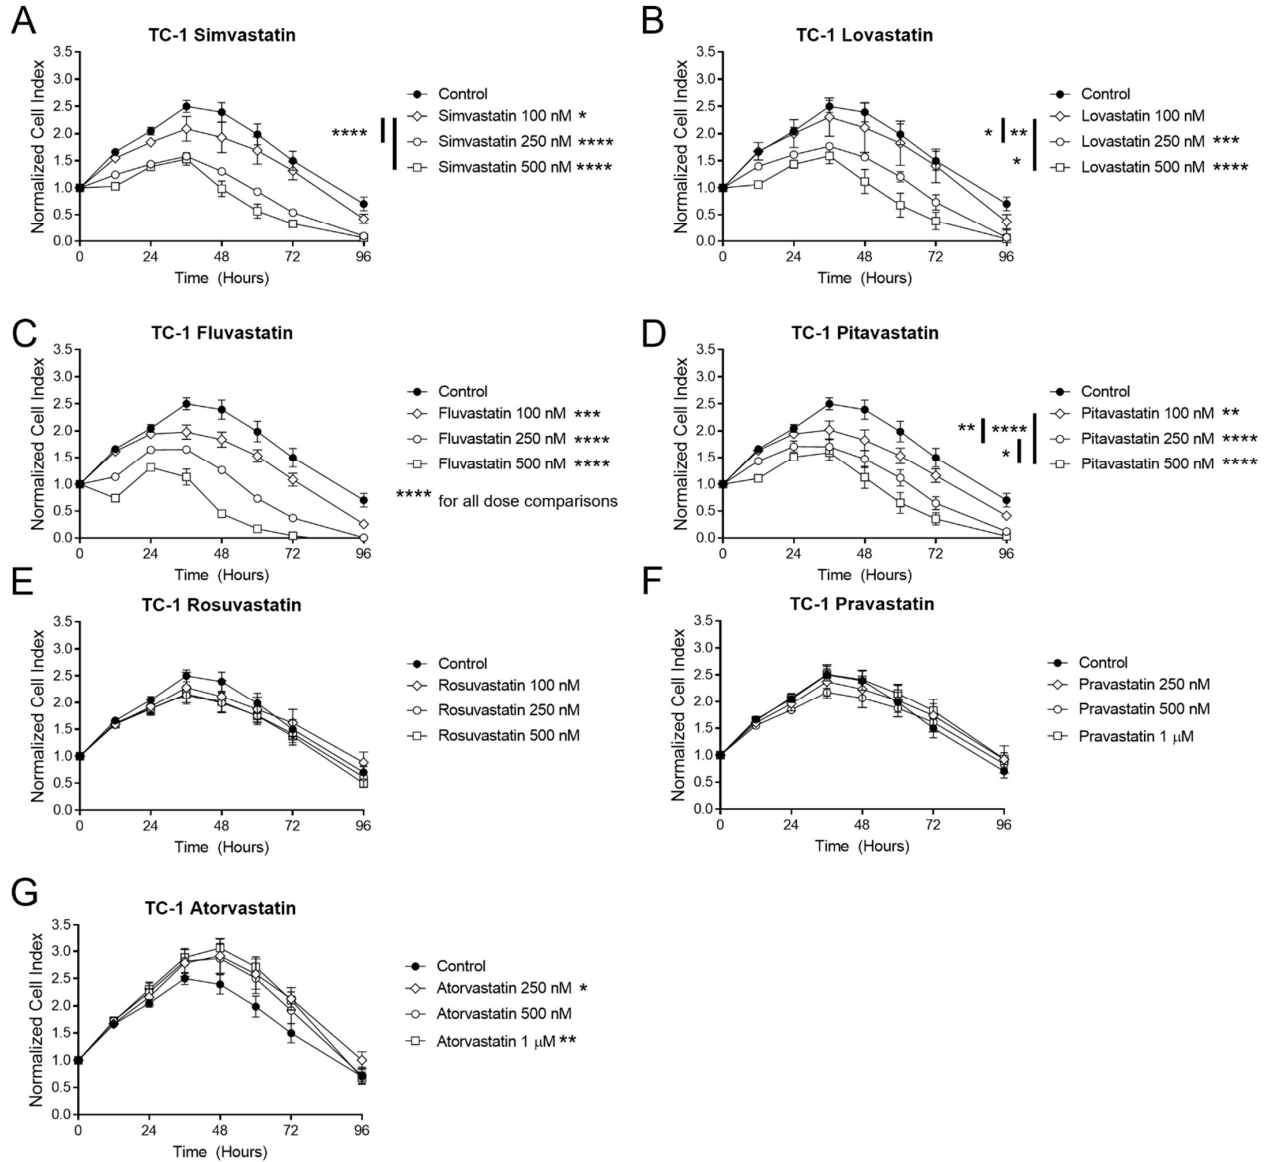 A
TC-1 Simvastatin
Normalized Cell Index
3.5
3.0
2.5
2.0
1.5
1.0
0.5
0.0
0 24 48 72 96
Time (Hours)
****
Control
Simvastatin 100 nM *
Simvastatin 250 nM ****
Simvastatin 500 nM ****
B
TC-1 Lovastatin
Normalized Cell Index
3.5
3.0
2.5
2.0
1.5
1.0
0.5
0.0
0 24 48 72 96
Time (Hours)
* **
*
Control
Lovastatin 100 nM
Lovastatin 250 nM ***
Lovastatin 500 nM ****
C
TC-1 Fluvastatin
Normalized Cell Index
3.5
3.0
2.5
2.0
1.5
1.0
0.5
0.0
0 24 48 72 96
Time (Hours)
Control
Fluvastatin 100 nM ***
Fluvastatin 250 nM ****
Fluvastatin 500 nM ****
**** for all dose comparisons
D
TC-1 Pitavastatin
Normalized Cell Index
3.5
3.0
2.5
2.0
1.5
1.0
0.5
0.0
0 24 48 72 96
Time (Hours)
** ****
*
Control
Pitavastatin 100 nM **
Pitavastatin 250 nM ****
Pitavastatin 500 nM ****
E
TC-1 Rosuvastatin
Normalized Cell Index
3.5
3.0
2.5
2.0
1.5
1.0
0.5
0.0
0 24 48 72 96
Time (Hours)
Control
Rosuvastatin 100 nM
Rosuvastatin 250 nM
Rosuvastatin 500 nM
F
TC-1 Pravastatin
Normalized Cell Index
3.5
3.0
2.5
2.0
1.5
1.0
0.5
0.0
0 24 48 72 96
Time (Hours)
Control
Pravastatin 250 nM
Pravastatin 500 nM
Pravastatin 1 μM
G
TC-1 Atorvastatin
Normalized Cell Index
3.5
3.0
2.5
2.0
1.5
1.0
0.5
0.0
0 24 48 72 96
Time (Hours)
Control
Atorvastatin 250 nM *
Atorvastatin 500 nM
Atorvastatin 1 μM **